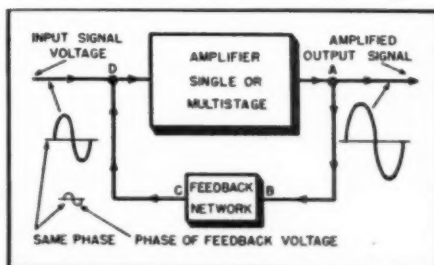 INPUT SIGNAL
VOLTAGE
AMPLIFIED
OUTPUT SIGNAL
D
AMPLIFIER
SINGLE OR
MULTISTAGE
A
C
FEEDBACK
NETWORK
B
SAME PHASE
PHASE OF FEEDBACK VOLTAGE